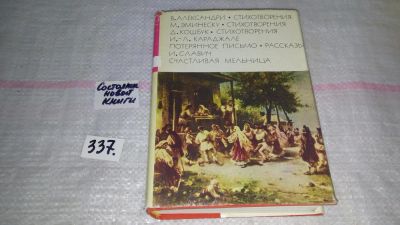 В. АЛЕКСАНДРИ • СТИХОТВОРЕНИЯ
М. ЭМИНЕСКУ • СТИХОТВОРЕНИЯ
Д. КОШБУК • СТИХОТВОРЕНИЯ
И.-Л. КАРАДЖАЛЕ
ПОТЕРЯННОЕ ПИСЬМО • РАССКАЗЫ
И. СЛАВИЧ
СЧАСТЛИВАЯ МЕЛЬНИЦА
Состояние
новой
книги
337.